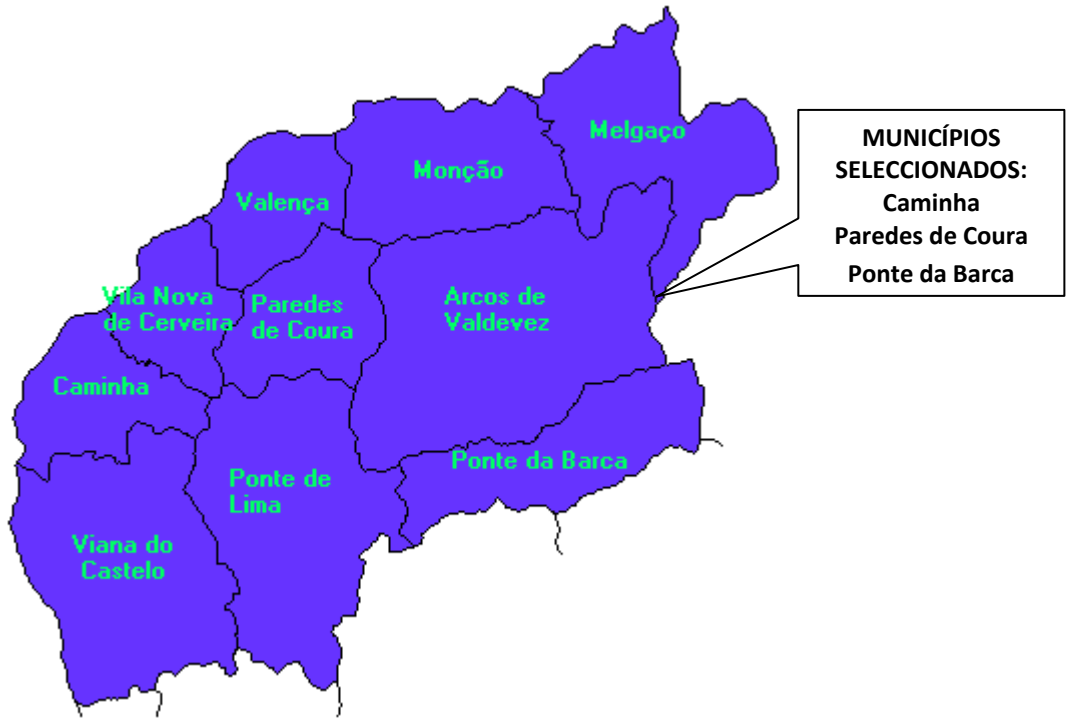 Melgaço
Monção
Valença
Vila Nova
de Cerveira
Paredes
de Coura
Arcos de
Valdevez
Caminha
Ponte da Barca
Ponte de
Lima
Viana do
Castelo
MUNICÍPIOS
SELECCIONADOS:
Caminha
Paredes de Coura
Ponte da Barca